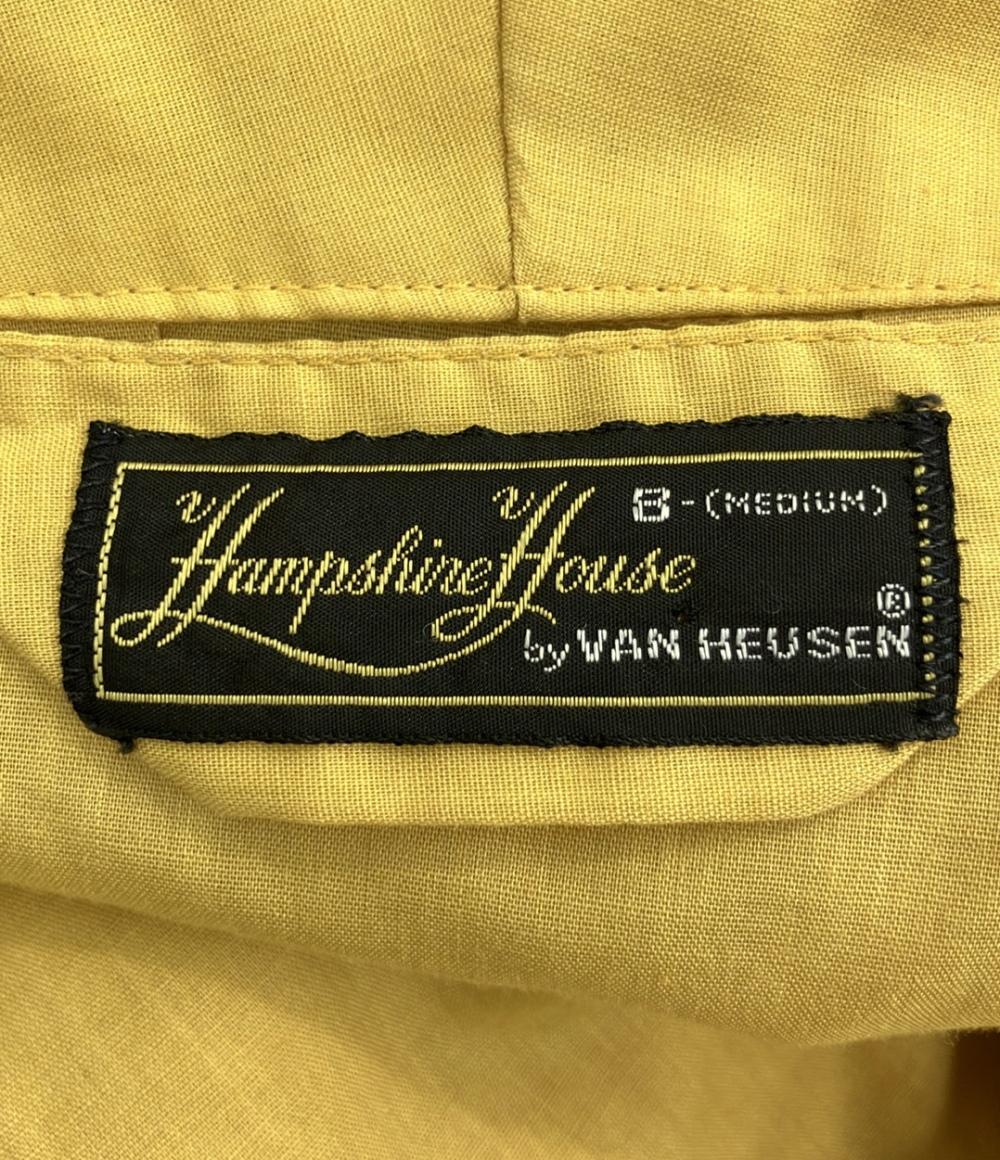 B-(MEDIUM)
Hampshire House
®
by VAN HEUSEN